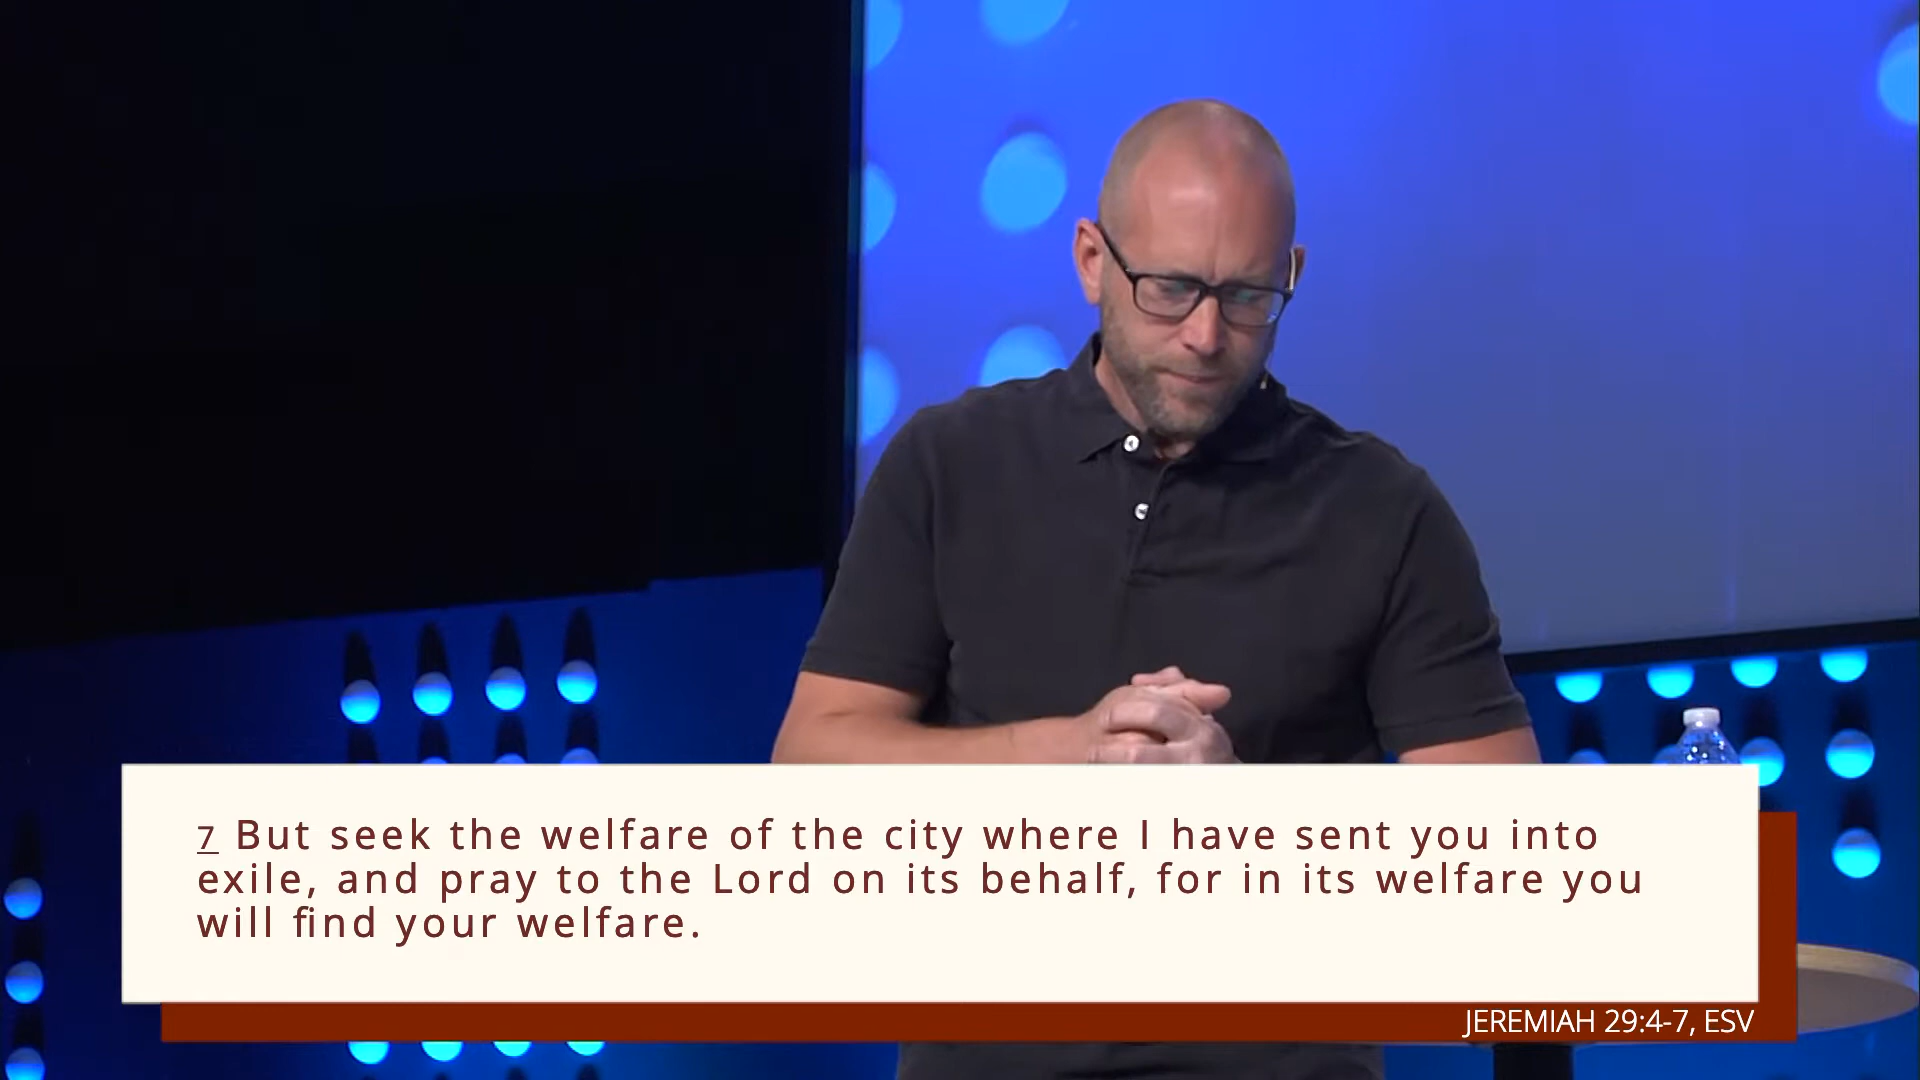 7 But seek the welfare of the city where I have sent you into
exile, and pray to the Lord on its behalf, for in its welfare you
will find your welfare.
JEREMIAH 29:4-7, ESV